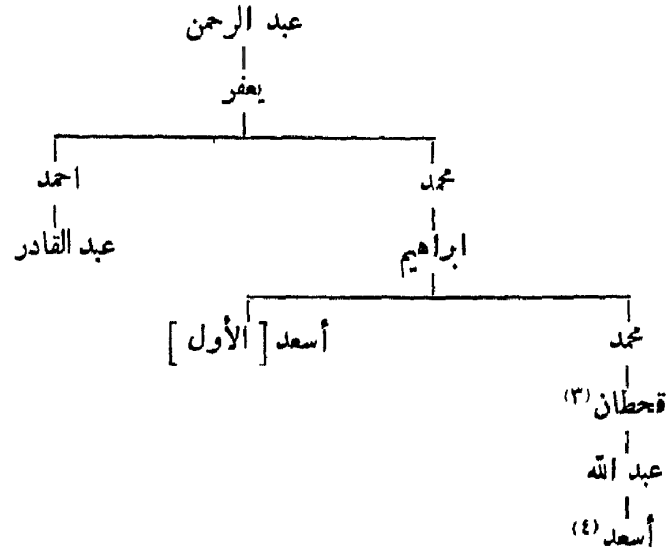 عبد الرحمن
يعفر
محمد احمد
ابراهيم عبد القادر
محمد أسعد [ الأول ]
قحطان (٣)
عبد الله
أسعد (٤)